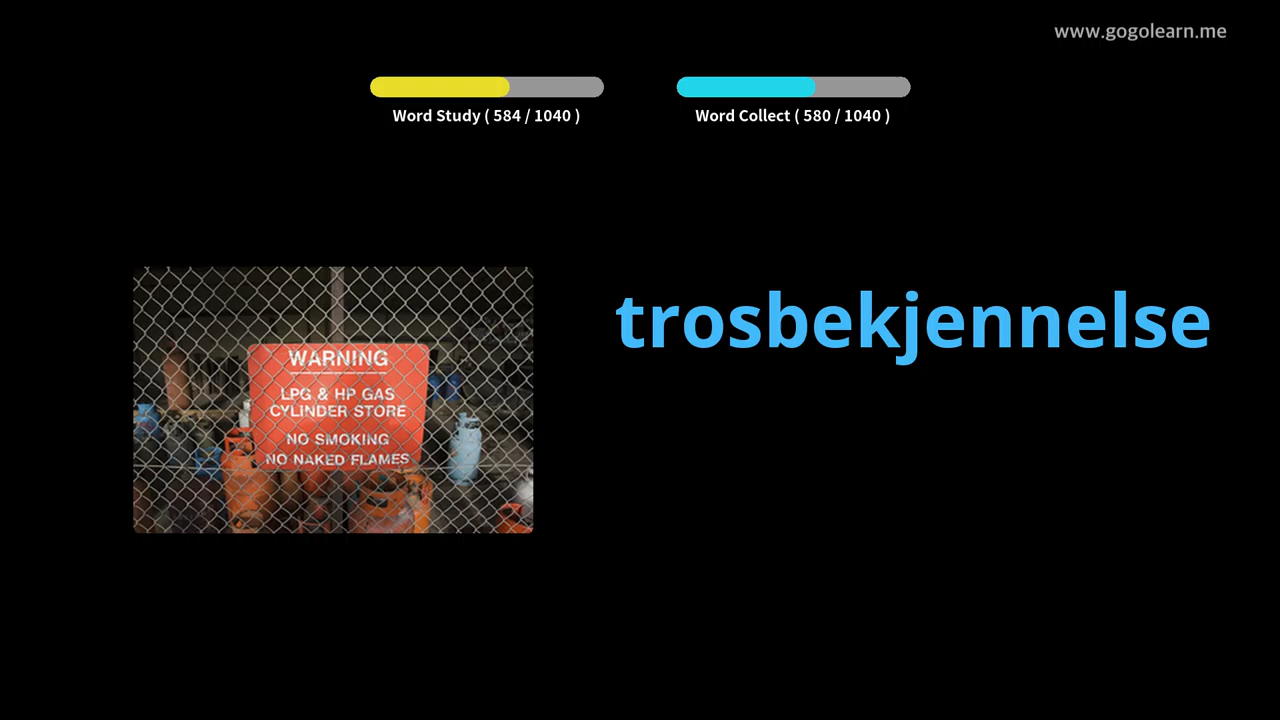 www.gogolearn.me
Word Study ( 584 / 1040 )
Word Collect ( 580 / 1040 )
trosbekjennelse
WARNING
LPG & HP GAS
CYLINDER STORE
NO SMOKING
NO NAKED FLAMES